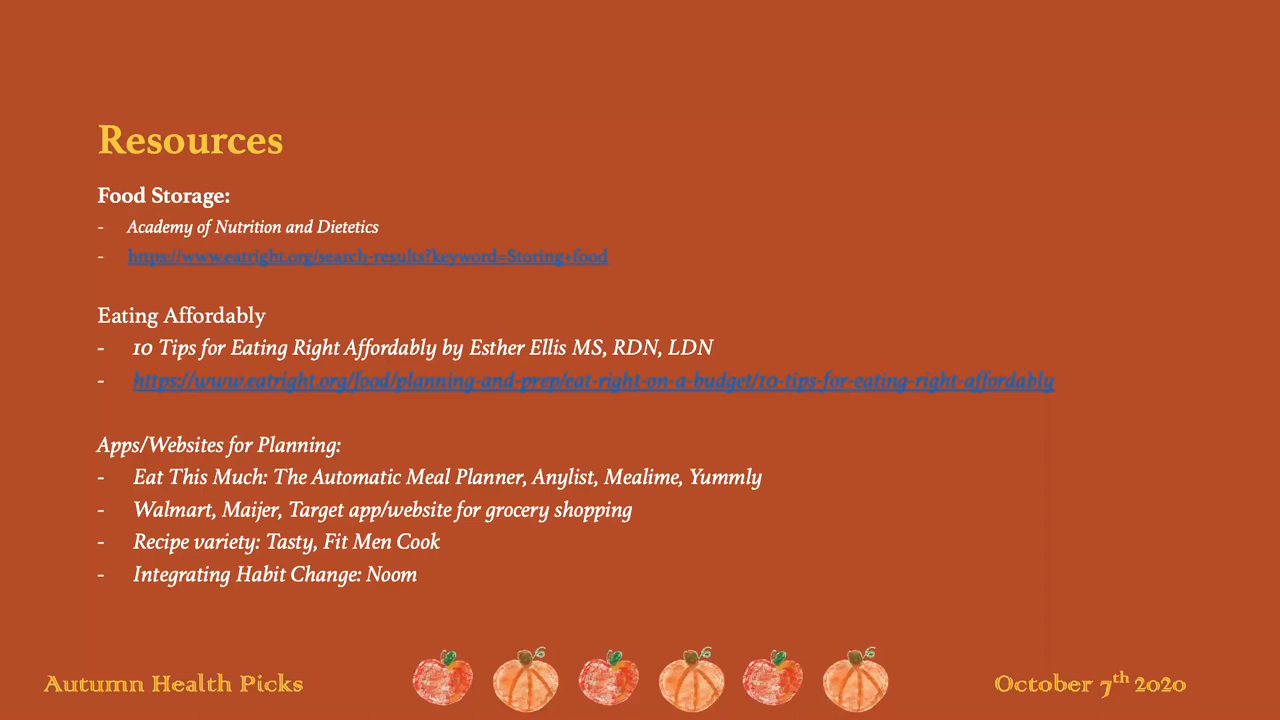 Resources
Food Storage:
- Academy of Nutrition and Dietetics
- https://www.eatright.org/search-results?keyword=Storing+food
Eating Affordably
- 10 Tips for Eating Right Affordably by Esther Ellis MS, RDN, LDN
- https://www.eatright.org/food/planning-and-prep/eat-right-on-a-budget/10-tips-for-eating-right-affordably
Apps/Websites for Planning:
- Eat This Much: The Automatic Meal Planner, Anylist, Mealime, Yummly
- Walmart, Maijer, Target app/website for grocery shopping
- Recipe variety: Tasty, Fit Men Cook
- Integrating Habit Change: Noom
Autumn Health Picks
October 7th 2020